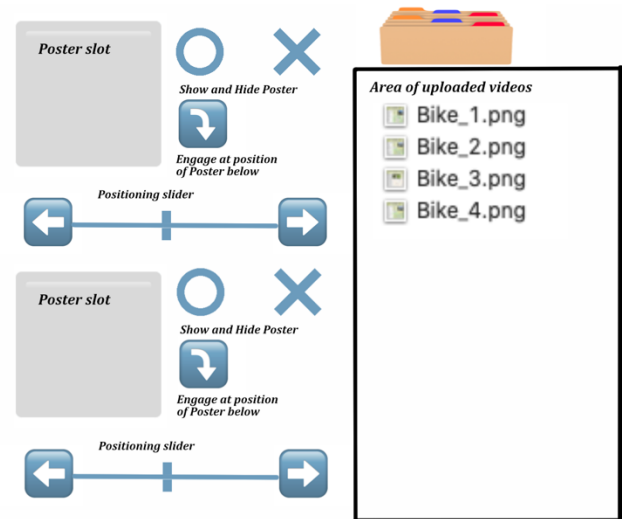 Poster slot
Show and Hide Poster
Engage at position
of Poster below
Positioning slider
Poster slot
Show and Hide Poster
Engage at position
of Poster below
Positioning slider
Area of uploaded videos
Bike_1.png
Bike_2.png
Bike_3.png
Bike_4.png